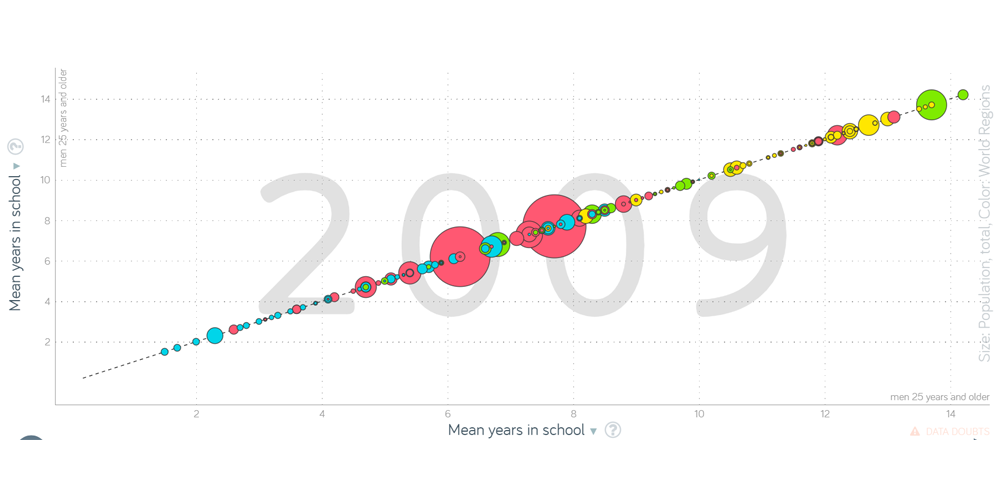 2009
14
12
10
8
6
4
2
men 25 years and older
Mean years in school ▼ ?
2 4 6 8 10 12 14
men 25 years and older
Mean years in school ▼ ?
Size: Population, total, Color: World Regions
DATA DOUBTS